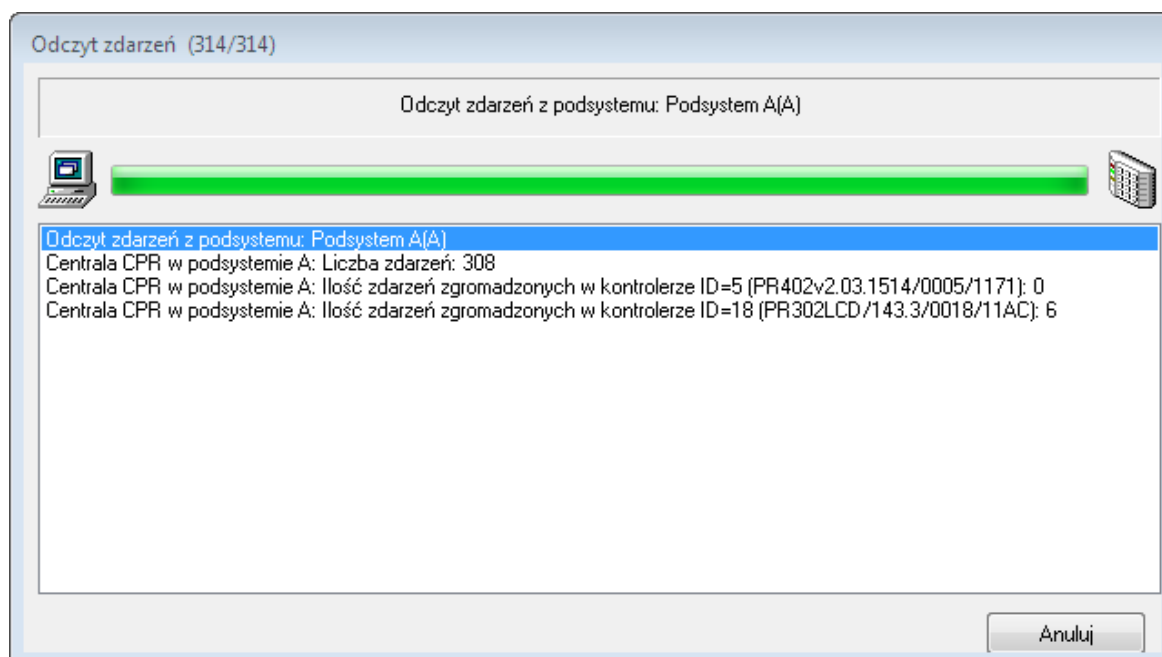 Odczyt zdarzeń (314/314)
Odczyt zdarzeń z podsystemu: Podsystem A(A)
Odczyt zdarzeń z podsystemu: Podsystem A(A)
Centrala CPR w podsystemie A: Liczba zdarzeń: 308
Centrala CPR w podsystemie A: Ilość zdarzeń zgromadzonych w kontrolerze ID=5 (PR402v2.03.1514/0005/1171): 0
Centrala CPR w podsystemie A: Ilość zdarzeń zgromadzonych w kontrolerze ID=18 (PR302LCD/143.3/0018/11AC): 6
Anuluj